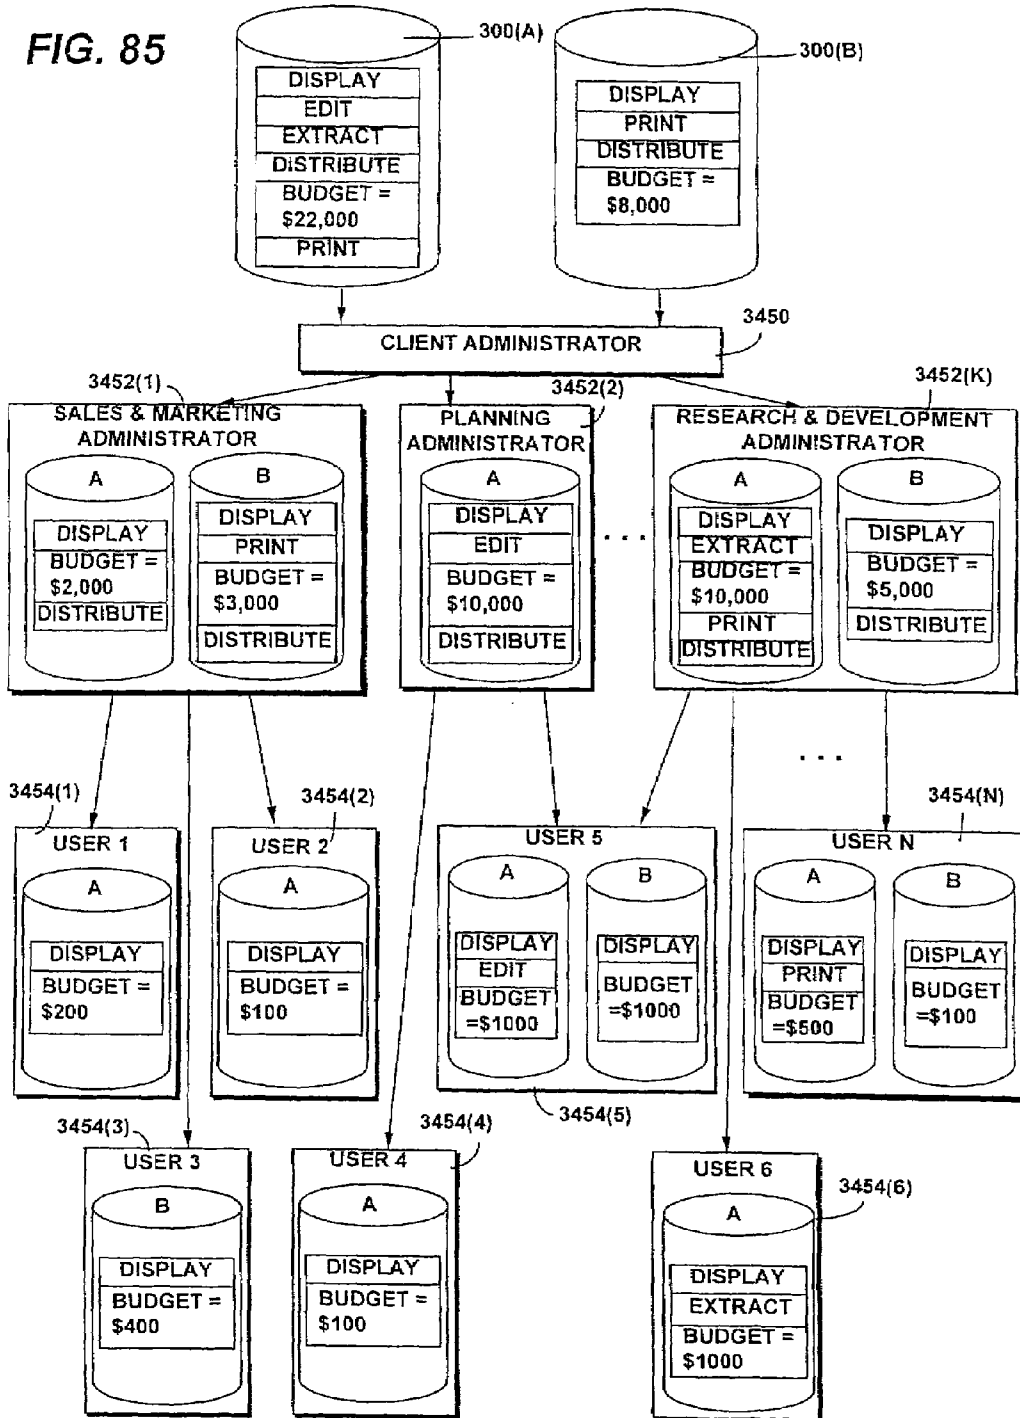 FIG. 85
300(A)
DISPLAY
EDIT
EXTRACT
DISTRIBUTE
BUDGET =
$22,000
PRINT
300(B)
DISPLAY
PRINT
DISTRIBUTE
BUDGET =
$8,000
CLIENT ADMINISTRATOR
3450
3452(1)
SALES & MARKETING
ADMINISTRATOR
A
DISPLAY
BUDGET =
$2,000
DISTRIBUTE
B
DISPLAY
PRINT
BUDGET =
$3,000
DISTRIBUTE
3452(2)
PLANNING
ADMINISTRATOR
A
DISPLAY
EDIT
BUDGET =
$10,000
DISTRIBUTE
. . .
3452(K)
RESEARCH & DEVELOPMENT
ADMINISTRATOR
A
DISPLAY
EXTRACT
BUDGET =
$10,000
PRINT
DISTRIBUTE
B
DISPLAY
BUDGET =
$5,000
DISTRIBUTE
. . .
3454(1)
USER 1
A
DISPLAY
BUDGET =
$200
3454(2)
USER 2
A
DISPLAY
BUDGET =
$100
USER 5
A
DISPLAY
EDIT
BUDGET
=$1000
B
DISPLAY
BUDGET
=$1000
3454(5)
3454(N)
USER N
A
DISPLAY
PRINT
BUDGET
=$500
B
DISPLAY
BUDGET
=$100
3454(3)
USER 3
B
DISPLAY
BUDGET =
$400
3454(4)
USER 4
A
DISPLAY
BUDGET =
$100
USER 6
3454(6)
A
DISPLAY
EXTRACT
BUDGET =
$1000